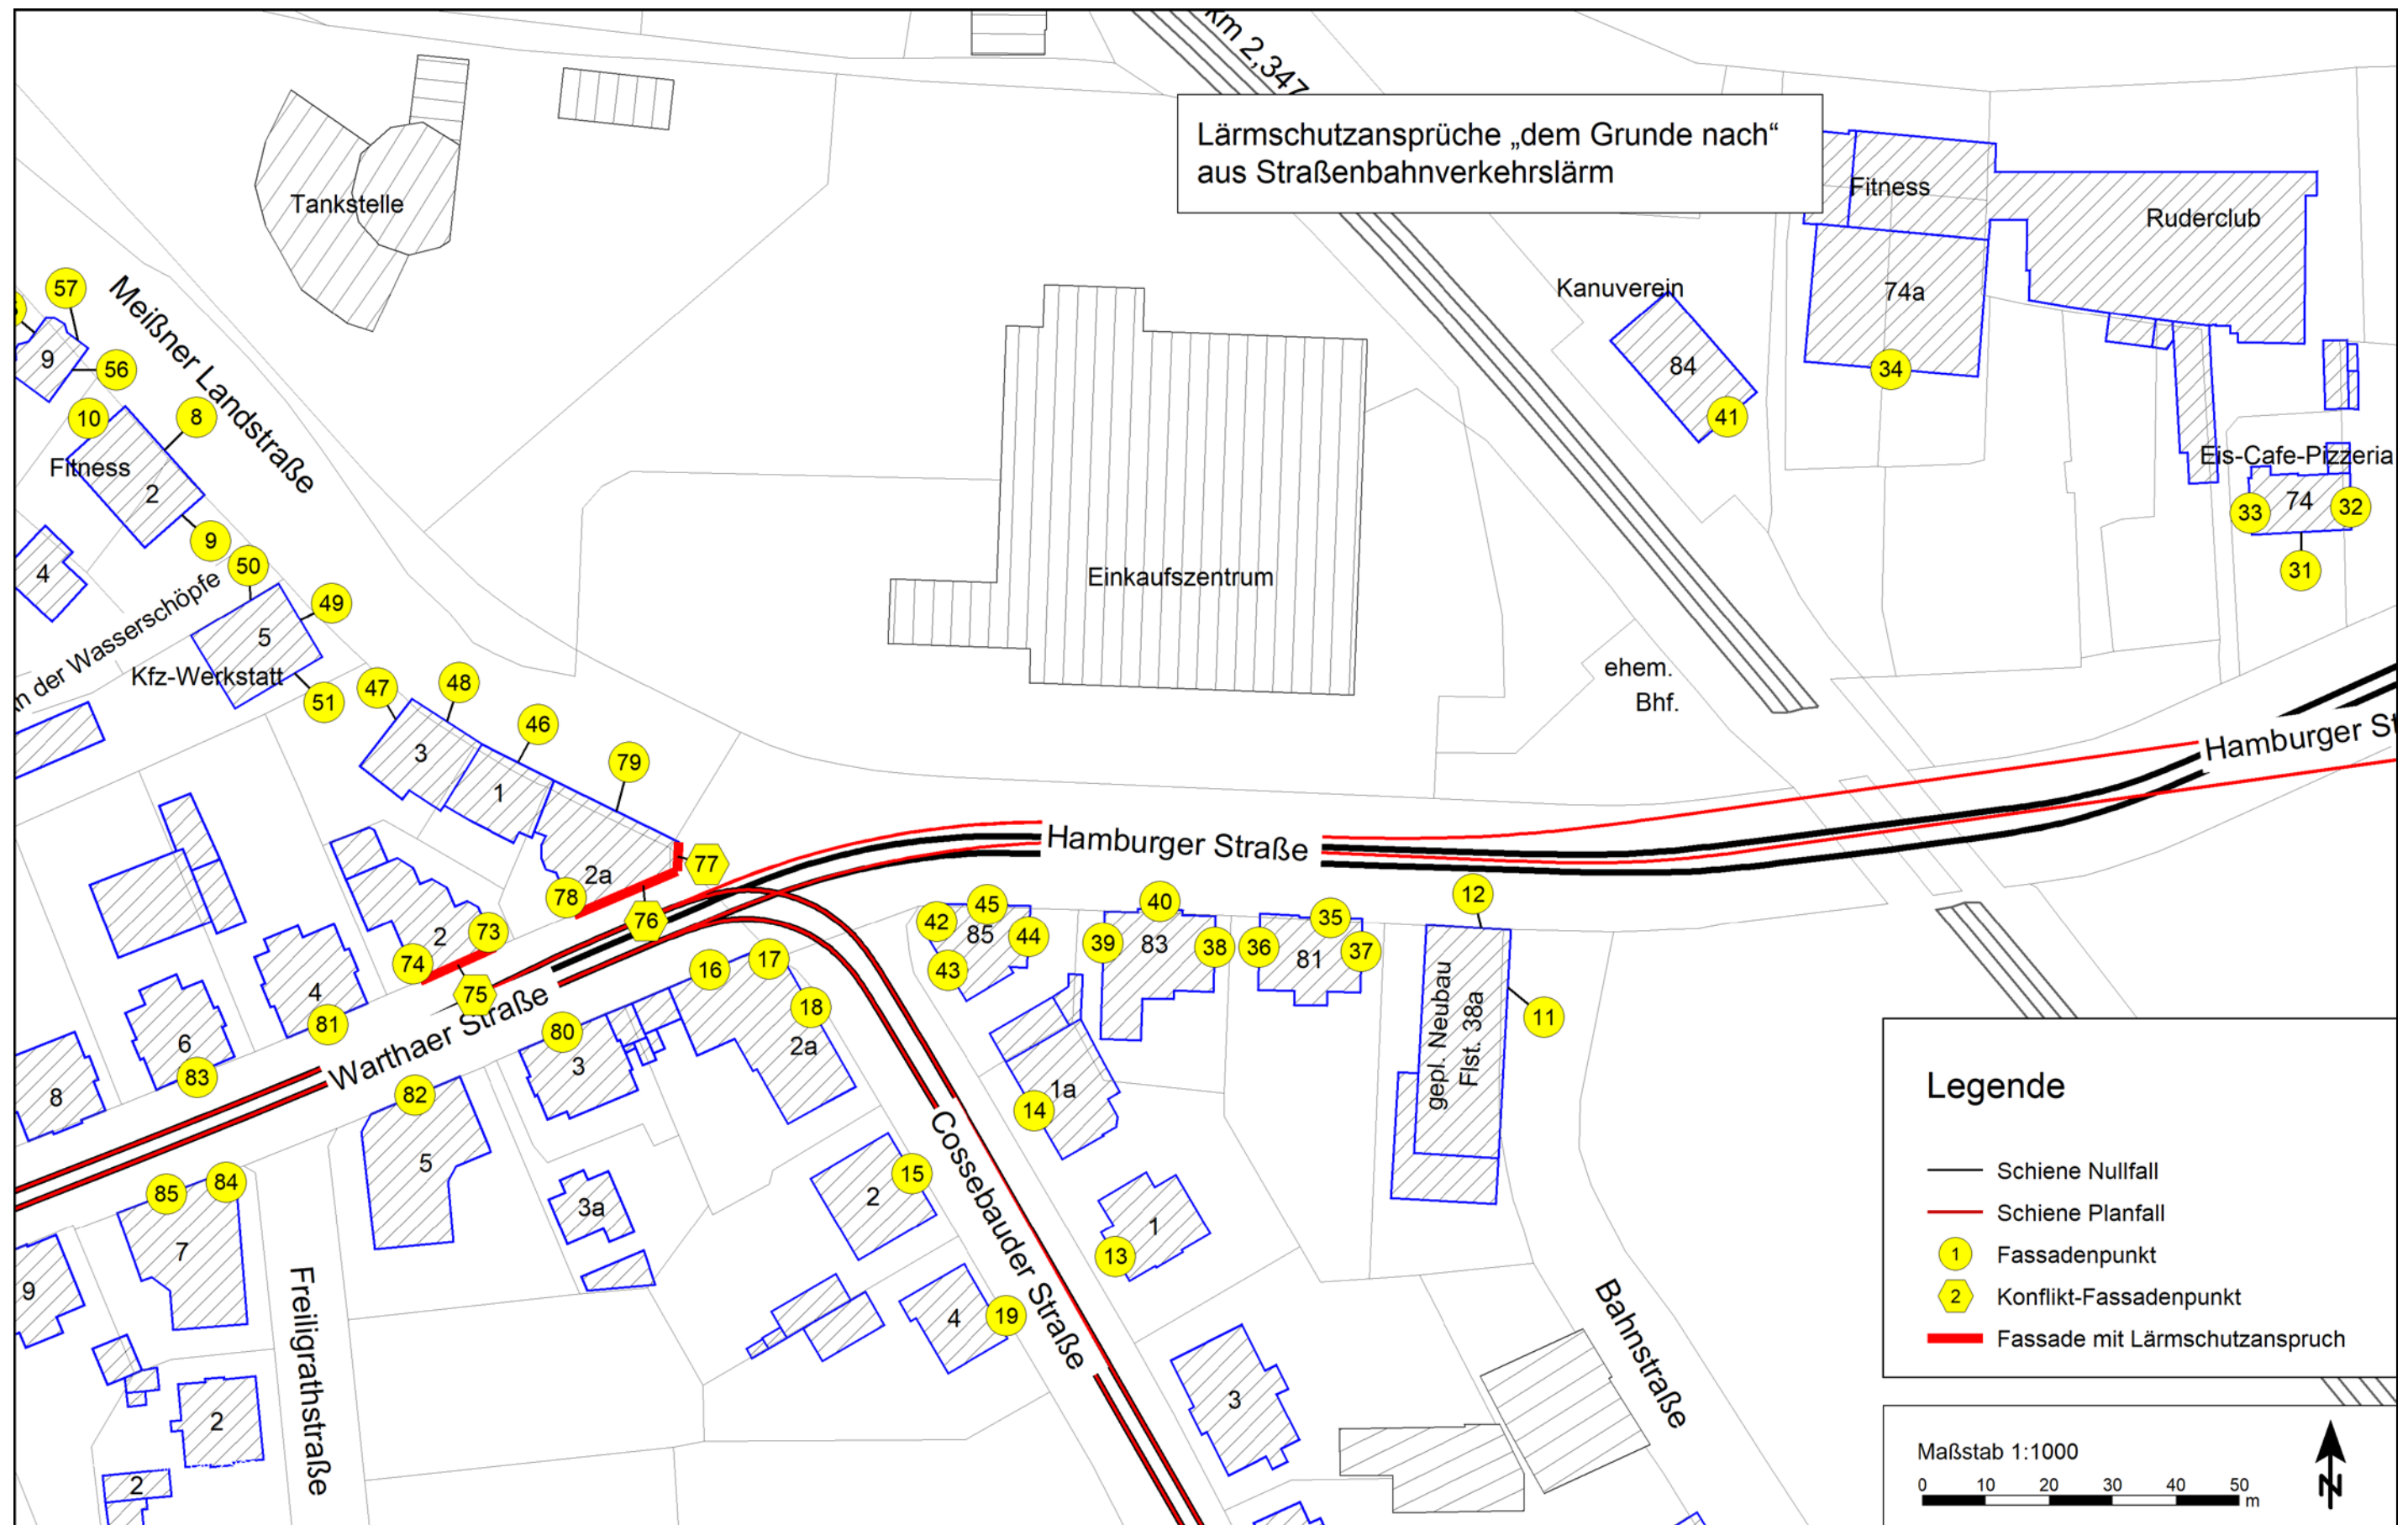 km 2,347
Lärmschutzansprüche „dem Grunde nach“
aus Straßenbahnverkehrslärm
Tankstelle
Fitness
Ruderclub
Kanuverein
74a
84
34
41
57
Meißner Landstraße
9
56
10
8
Fitness
2
9
50
4
49
An der Wasserschöpfe
5
Kfz-Werkstatt
51
Einkaufszentrum
Eis-Cafe-Pizzeria
33
74
32
31
ehem.
Bhf.
47
48
46
79
3
1
2a
77
78
76
Hamburger Straße
Hamburger St
2
73
74
75
4
81
6
83
8
Warthaer Straße
16
17
18
2a
80
3
82
5
42
45
85
44
43
39
40
83
38
36
35
81
37
12
11
gepl. Neubau
Flst. 38a
1a
14
15
2
Cossebauder Straße
13
1
3a
85
84
7
9
Freiligrathstraße
4
19
3
Bahnstraße
2
2
Legende
Schiene Nullfall
Schiene Planfall
1 Fassadenpunkt
2 Konflikt-Fassadenpunkt
Fassade mit Lärmschutzanspruch
Maßstab 1:1000
0 10 20 30 40 50
m
N